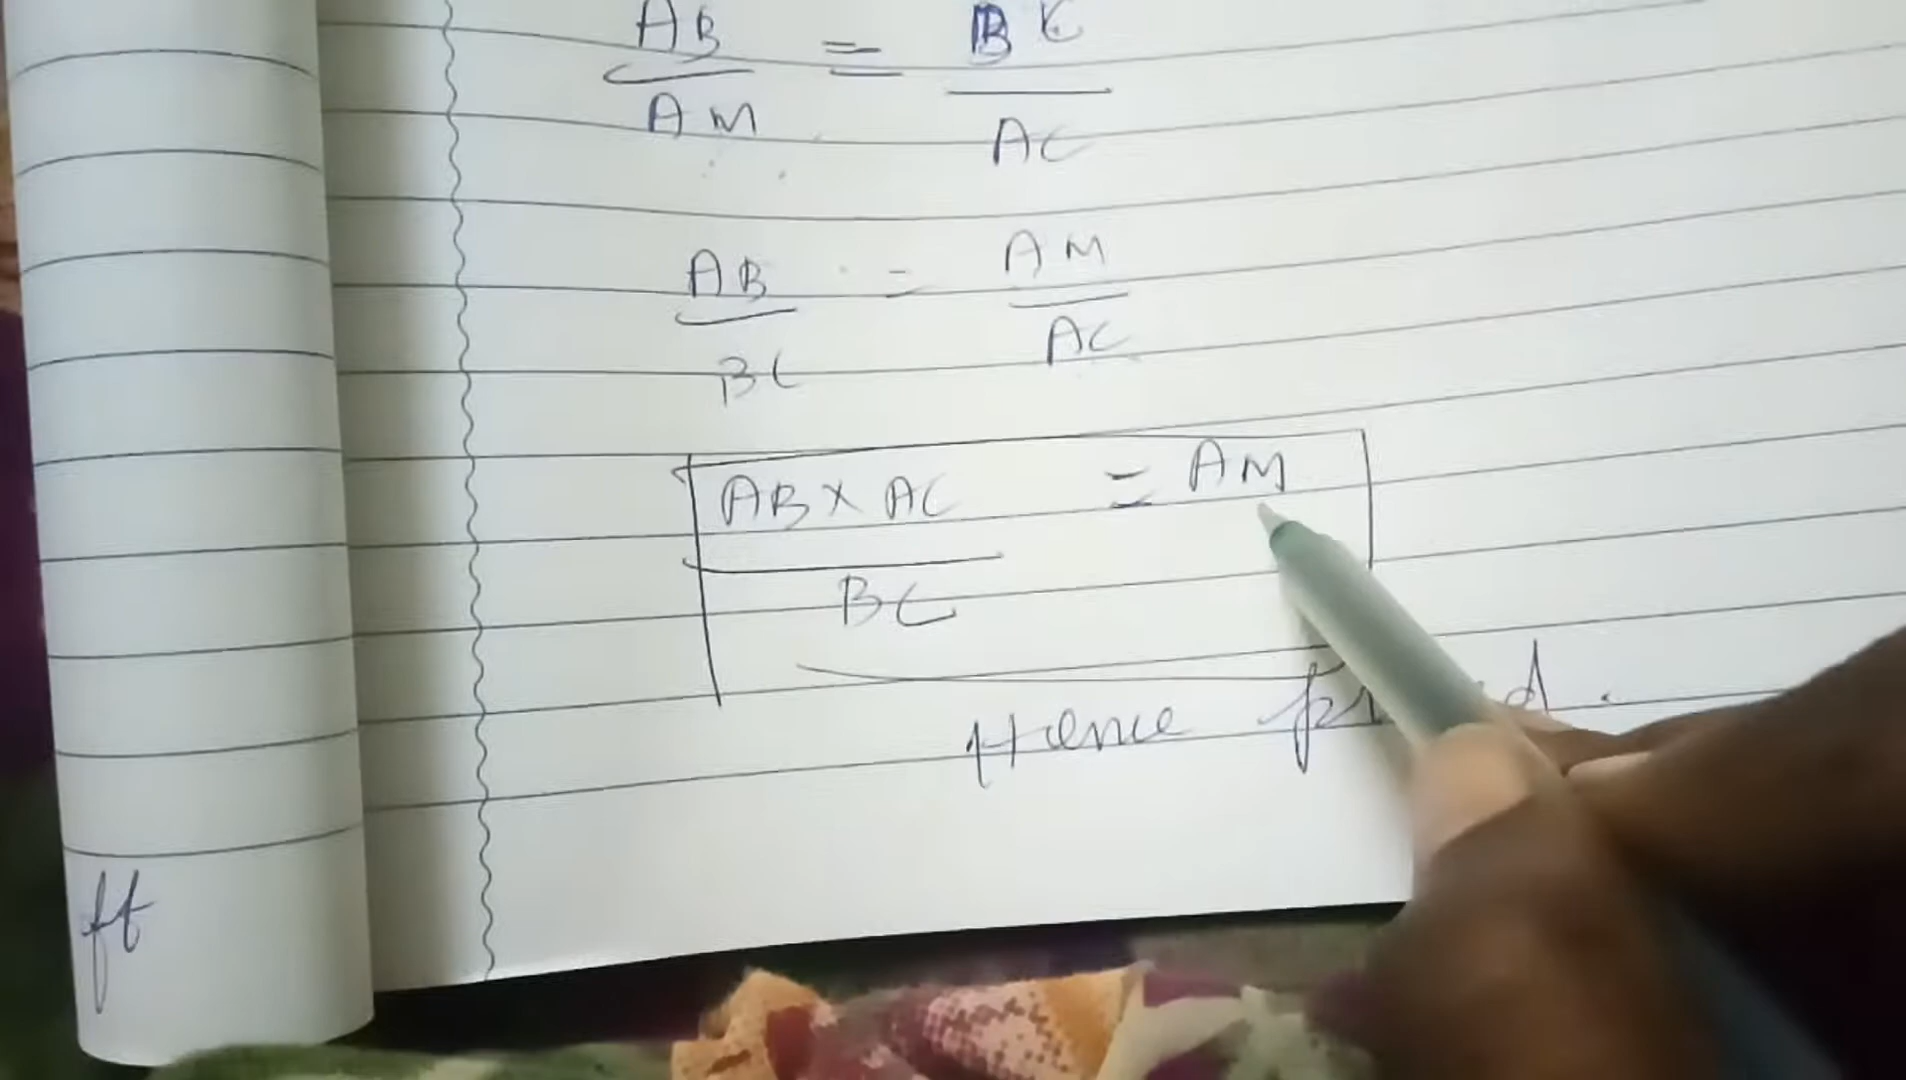 AB = BC
AM AC
AB = AM
BC AC
AB × AC = AM
BC
Hence